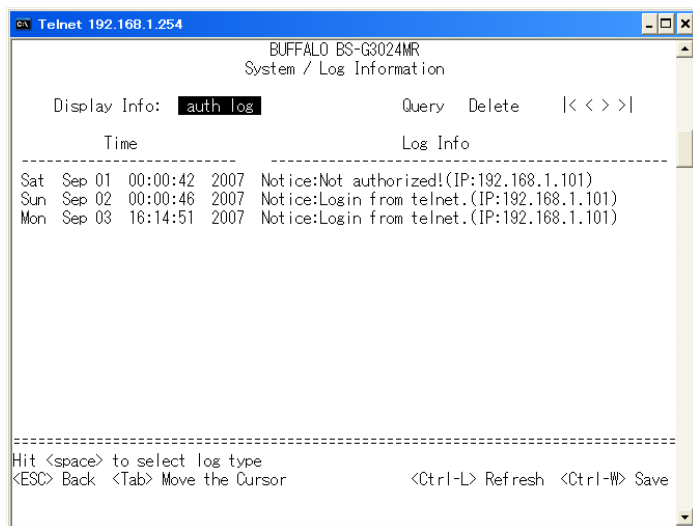 Telnet 192.168.1.254
BUFFALO BS-G3024MR
System / Log Information
Display Info: auth log Query Delete |< < > >|
Time Log Info
---------------------------- ----------------------------------------------------
Sat Sep 01 00:00:42 2007 Notice:Not authorized!(IP:192.168.1.101)
Sun Sep 02 00:00:46 2007 Notice:Login from telnet.(IP:192.168.1.101)
Mon Sep 03 16:14:51 2007 Notice:Login from telnet.(IP:192.168.1.101)
================================================================================
Hit <space> to select log type
<ESC> Back <Tab> Move the Cursor <Ctrl-L> Refresh <Ctrl-W> Save